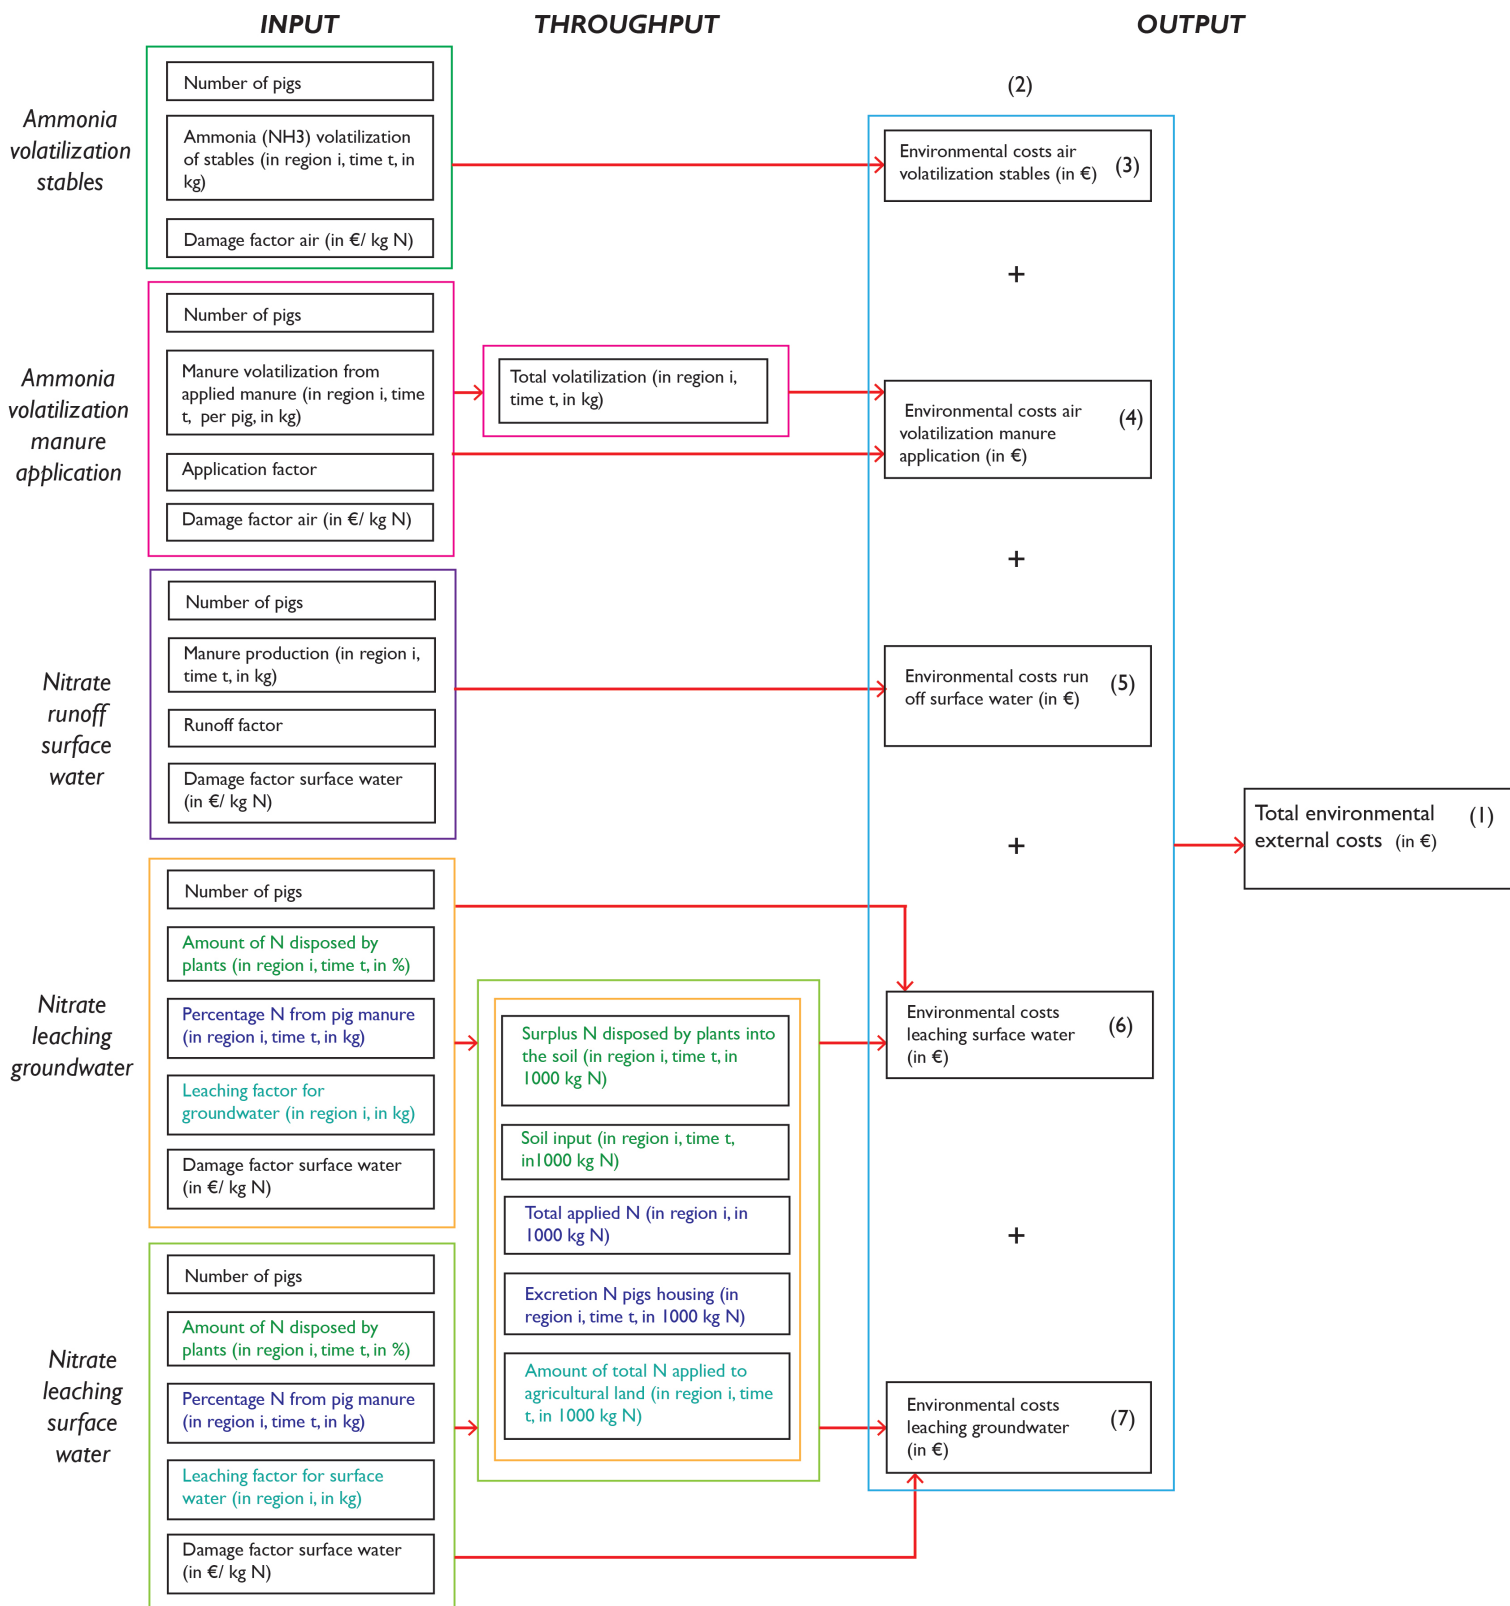 INPUT
THROUGHPUT
OUTPUT
Ammonia
volatilization
stables
Number of pigs
Ammonia (NH3) volatilization
of stables (in region i, time t, in
kg)
Damage factor air (in €/ kg N)
(2)
Environmental costs air
volatilization stables (in €) (3)
+
Ammonia
volatilization
manure
application
Number of pigs
Manure volatilization from
applied manure (in region i, time
t, per pig, in kg)
Application factor
Damage factor air (in €/ kg N)
Total volatilization (in region i,
time t, in kg)
Environmental costs air (4)
volatilization manure
application (in €)
+
Nitrate
runoff
surface
water
Number of pigs
Manure production (in region i,
time t, in kg)
Runoff factor
Damage factor surface water
(in €/ kg N)
Environmental costs run (5)
off surface water (in €)
+
Total environmental (1)
external costs (in €)
Nitrate
leaching
groundwater
Number of pigs
Amount of N disposed by
plants (in region i, time t, in %)
Percentage N from pig manure
(in region i, time t, in kg)
Leaching factor for
groundwater (in region i, in kg)
Damage factor surface water
(in €/ kg N)
Surplus N disposed by plants into
the soil (in region i, time t, in
1000 kg N)
Soil input (in region i, time t,
in1000 kg N)
Total applied N (in region i, in
1000 kg N)
Excretion N pigs housing (in
region i, time t, in 1000 kg N)
Amount of total N applied to
agricultural land (in region i, time
t, in 1000 kg N)
Environmental costs
leaching surface water (6)
(in €)
+
Nitrate
leaching
surface
water
Number of pigs
Amount of N disposed by
plants (in region i, time t, in %)
Percentage N from pig manure
(in region i, time t, in kg)
Leaching factor for surface
water (in region i, in kg)
Damage factor surface water
(in €/ kg N)
Environmental costs
leaching groundwater (7)
(in €)